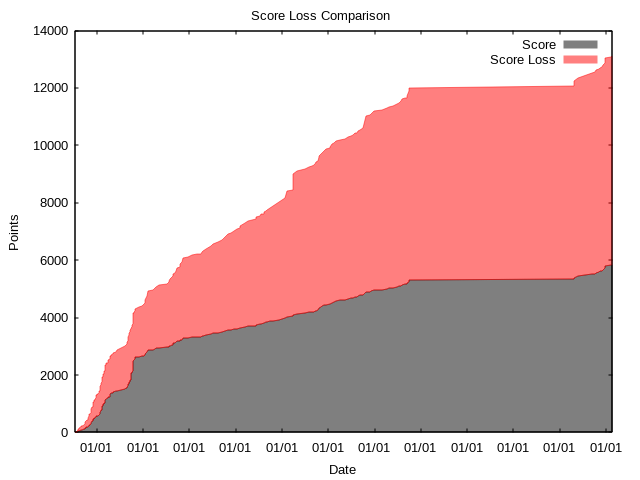 Score Loss Comparison
14000
12000
10000
8000
6000
4000
2000
0
Points
Score
Score Loss
01/01 01/01 01/01 01/01 01/01 01/01 01/01 01/01 01/01 01/01 01/01 01/01
Date